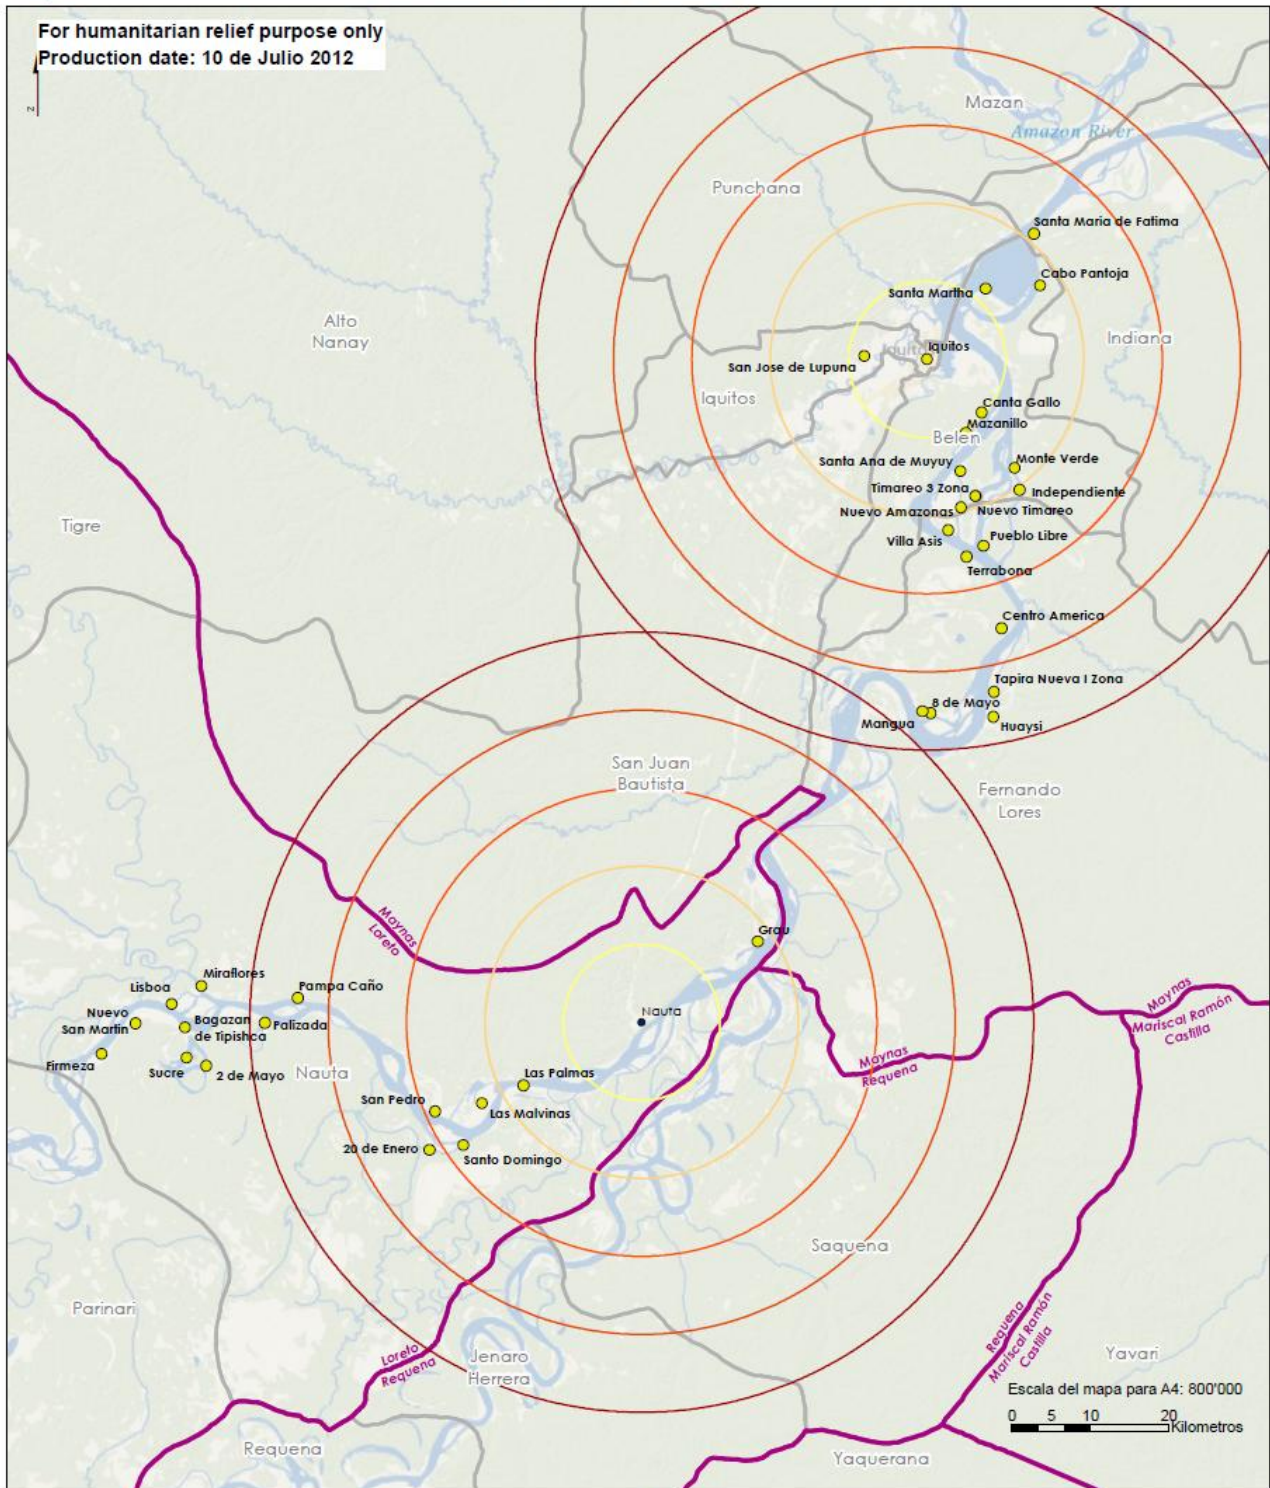 For humanitarian relief purpose only
Production date: 10 de Julio 2012
z
Mazan
Amazon River
Punchana
Santa Maria de Fatima
Cabo Pantoja
Santa Martha
Alto
Nanay
Indiana
Iquitos
Iquitos
San Jose de Lupuna
Iquitos
Canta Gallo
Mazanillo
Belen
Santa Ana de Muyuy
Monte Verde
Timareo 3 Zona
Independiente
Nuevo Amazonas
Nuevo Timareo
Tigre
Villa Asis
Pueblo Libre
Terrabona
Centro America
Tapira Nueva I Zona
8 de Mayo
Mangua
Huaysi
San Juan
Bautista
Fernando
Lores
Maynas
Loreto
Grau
Miraflores
Lisboa
Pampa Caño
Nuevo
San Martin
Bagazan
de Tipishca
Palizada
Nauta
Maynas
Mariscal Ramón
Castilla
Firmeza
Sucre
2 de Mayo
Nauta
Maynas
Requena
Las Palmas
San Pedro
Las Malvinas
20 de Enero
Santo Domingo
Saquena
Parinari
Requena
Mariscal Ramón
Castilla
Yavari
Loreto
Requena
Jenaro
Herrera
Escala del mapa para A4: 800'000
0 5 10 20
Kilometros
Requena
Yaquerana